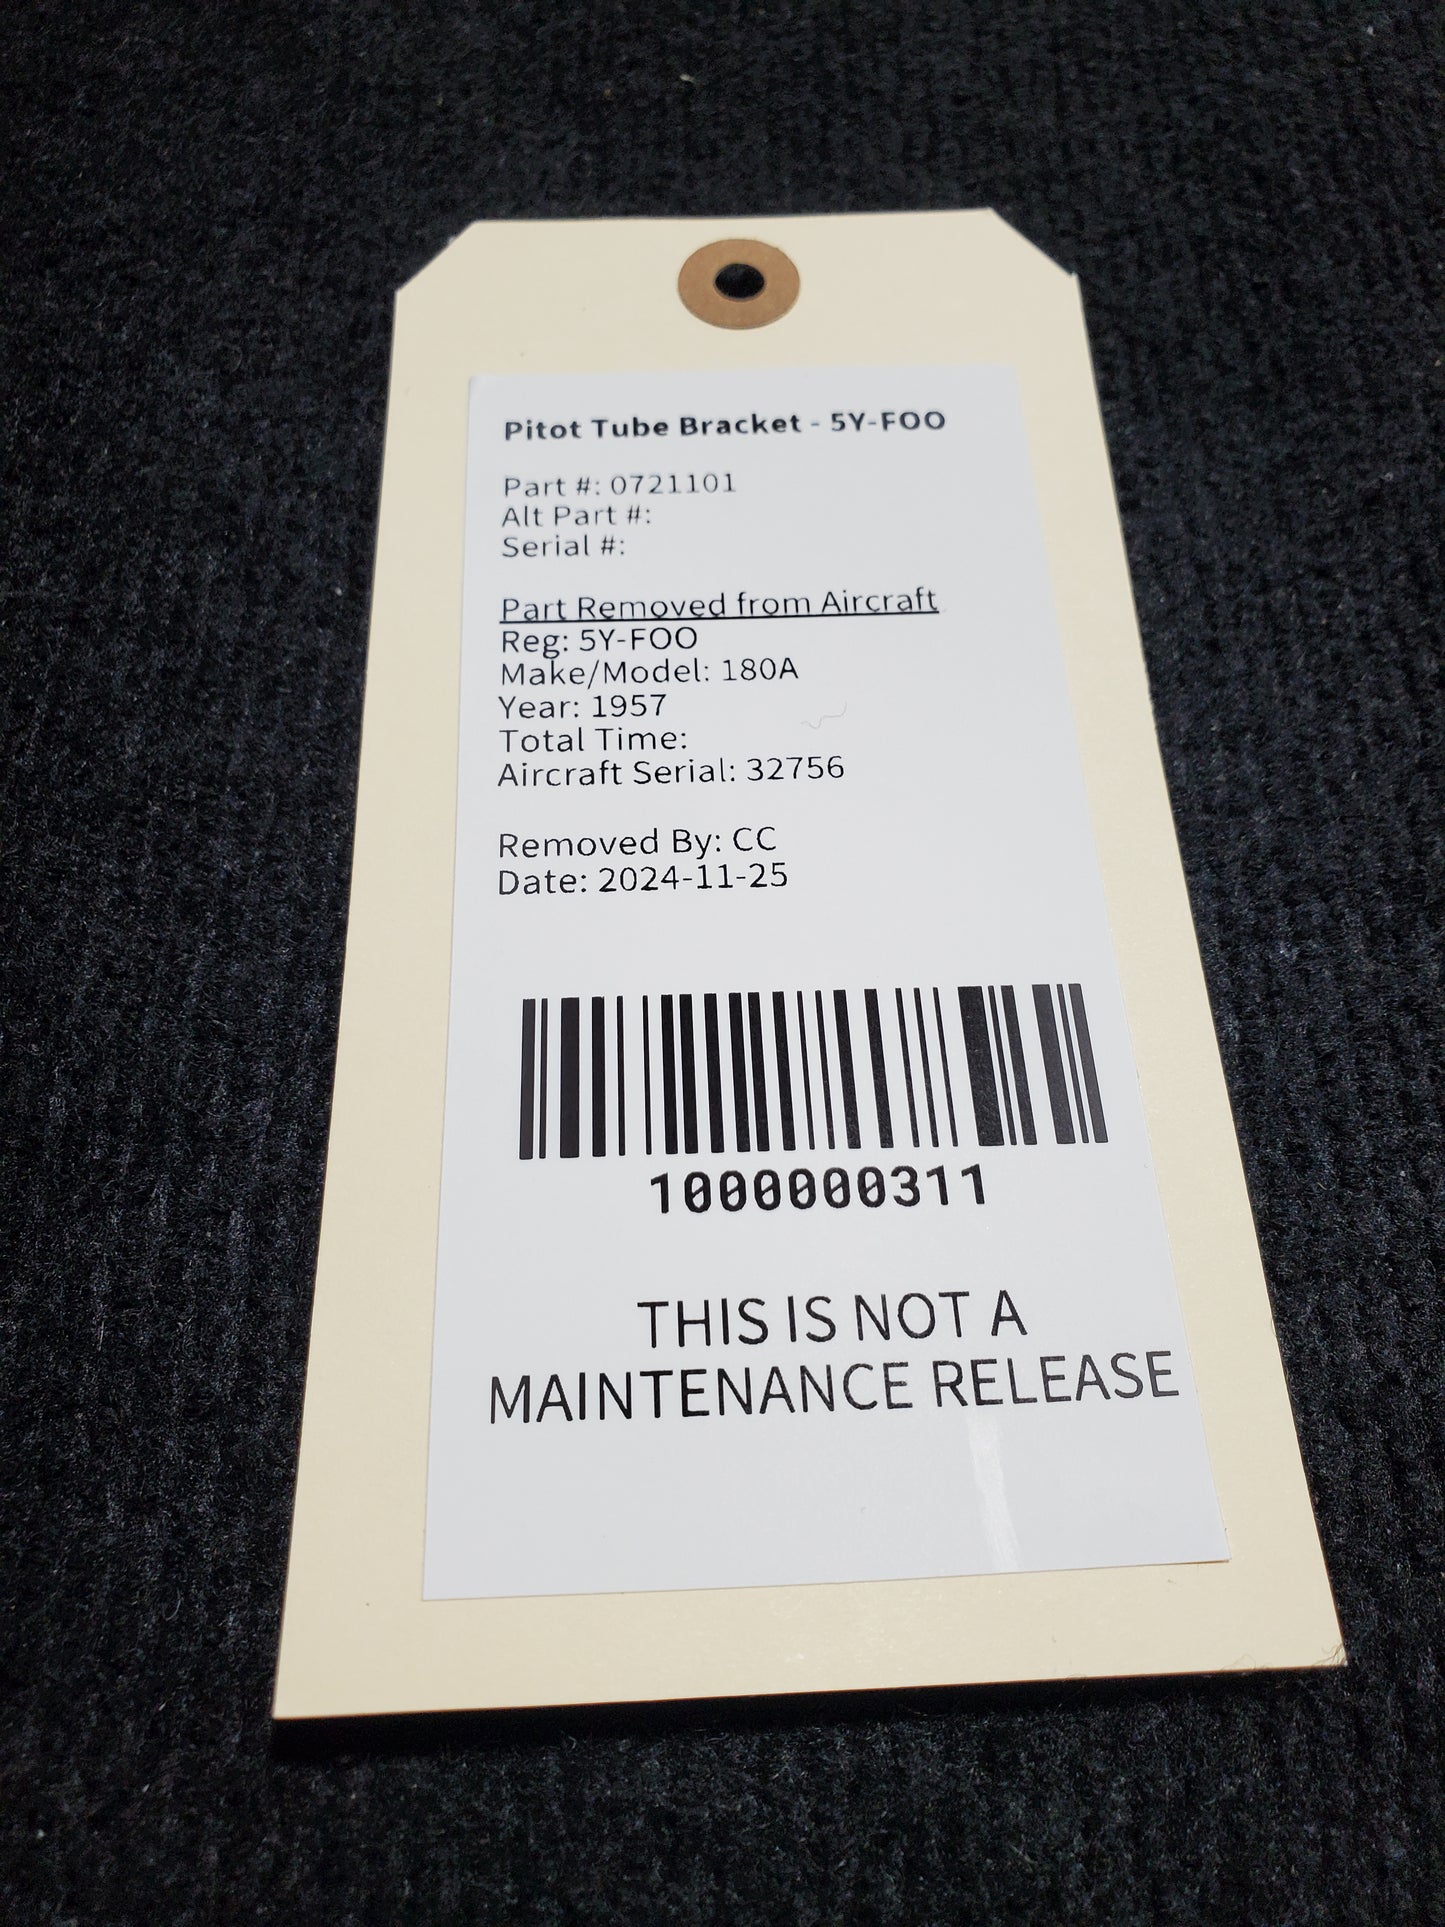 Pitot Tube Bracket - 5Y-FOO
Part #: 0721101
Alt Part #:
Serial #:
Part Removed from Aircraft
Reg: 5Y-FOO
Make/Model: 180A
Year: 1957
Total Time:
Aircraft Serial: 32756
Removed By: CC
Date: 2024-11-25
1000000311
THIS IS NOT A
MAINTENANCE RELEASE